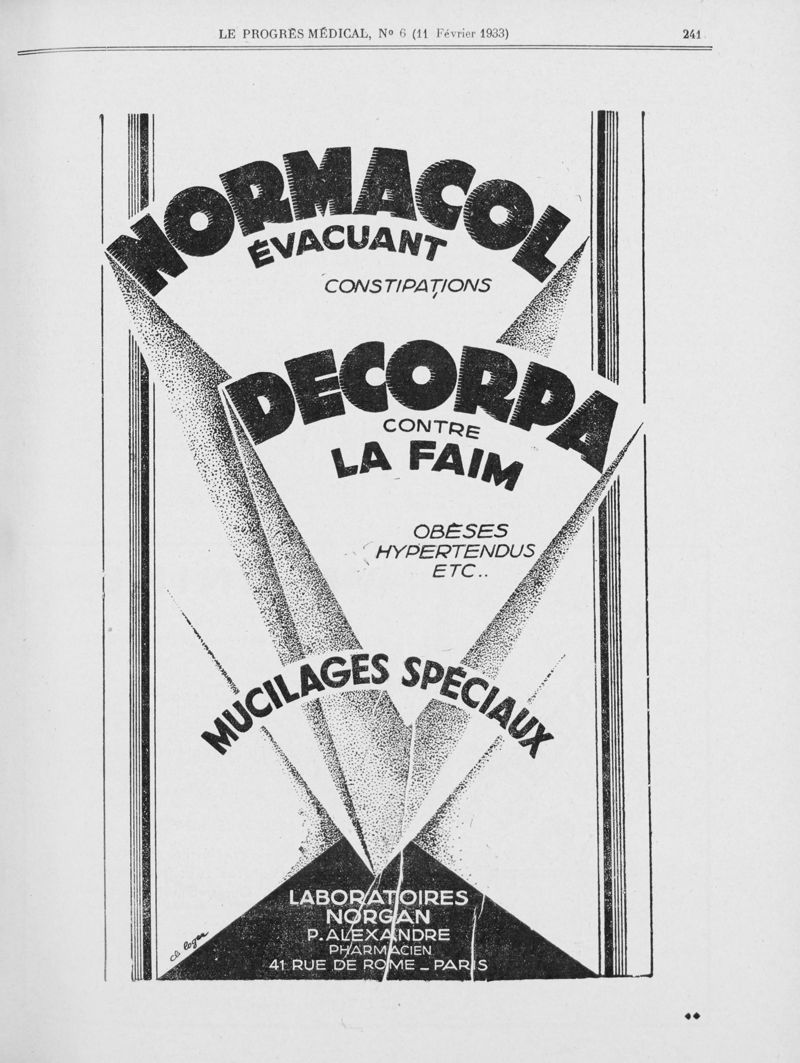 LE PROGRÈS MÉDICAL, Nº 6 (11 Février 1933)
241
NORMACOL
ÉVACUANT
CONSTIPATIONS
DECORPA
CONTRE
LA FAIM
OBÈSES
HYPERTENDUS
ETC..
MUCILAGES SPÉCIAUX
LABORATOIRES
NORGAN
P. ALEXANDRE
PHARMACIEN
41 RUE DE ROME _ PARIS